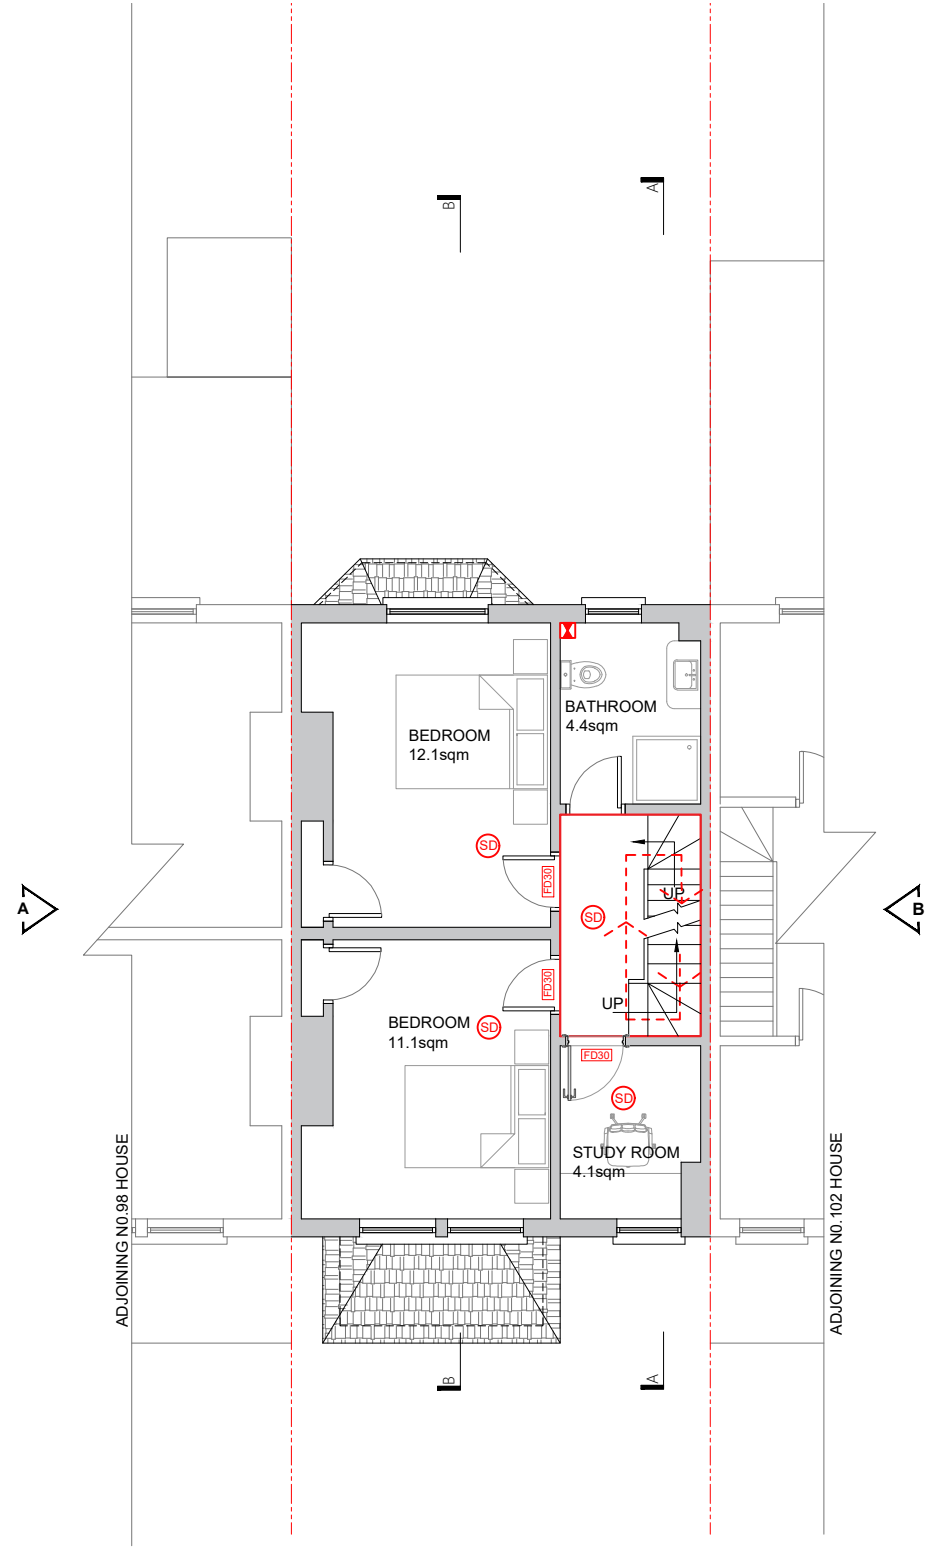 A
B
BATHROOM
4.4sqm
BEDROOM
12.1sqm
SD
FD30
UP
A
SD
B
FD30
UP
BEDROOM
11.1sqm
SD
FD30
SD
STUDY ROOM
4.1sqm
ADJOINING N0.98 HOUSE
ADJOINING N0.102 HOUSE
B
A